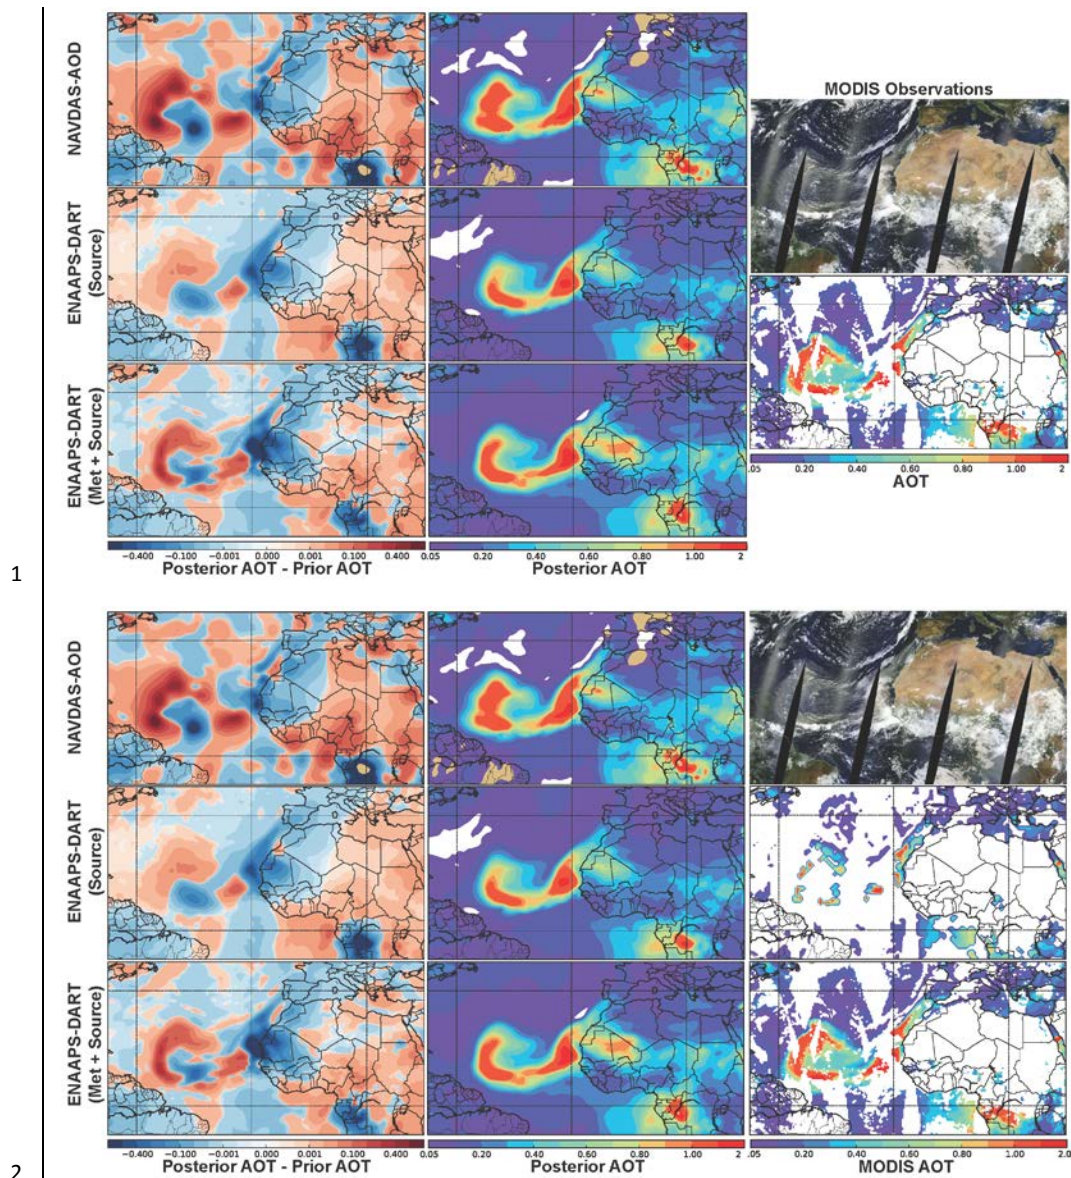 NAVDAS-AOD
ENAAPS-DART
(Source)
ENAAPS-DART
(Met + Source)
MODIS Observations
.05 0.20 0.40 0.60 0.80 1.00 2
AOT
−0.400 −0.100 −0.001 0.000 0.001 0.100 0.400
Posterior AOT - Prior AOT
0.05 0.20 0.40 0.60 0.80 1.00 2
Posterior AOT
1
NAVDAS-AOD
ENAAPS-DART
(Source)
ENAAPS-DART
(Met + Source)
−0.400 −0.100 −0.001 0.000 0.001 0.100 0.400
Posterior AOT - Prior AOT
0.05 0.20 0.40 0.60 0.80 1.00 2
Posterior AOT
.05 0.20 0.40 0.60 0.80 1.0 2.0
MODIS AOT
2